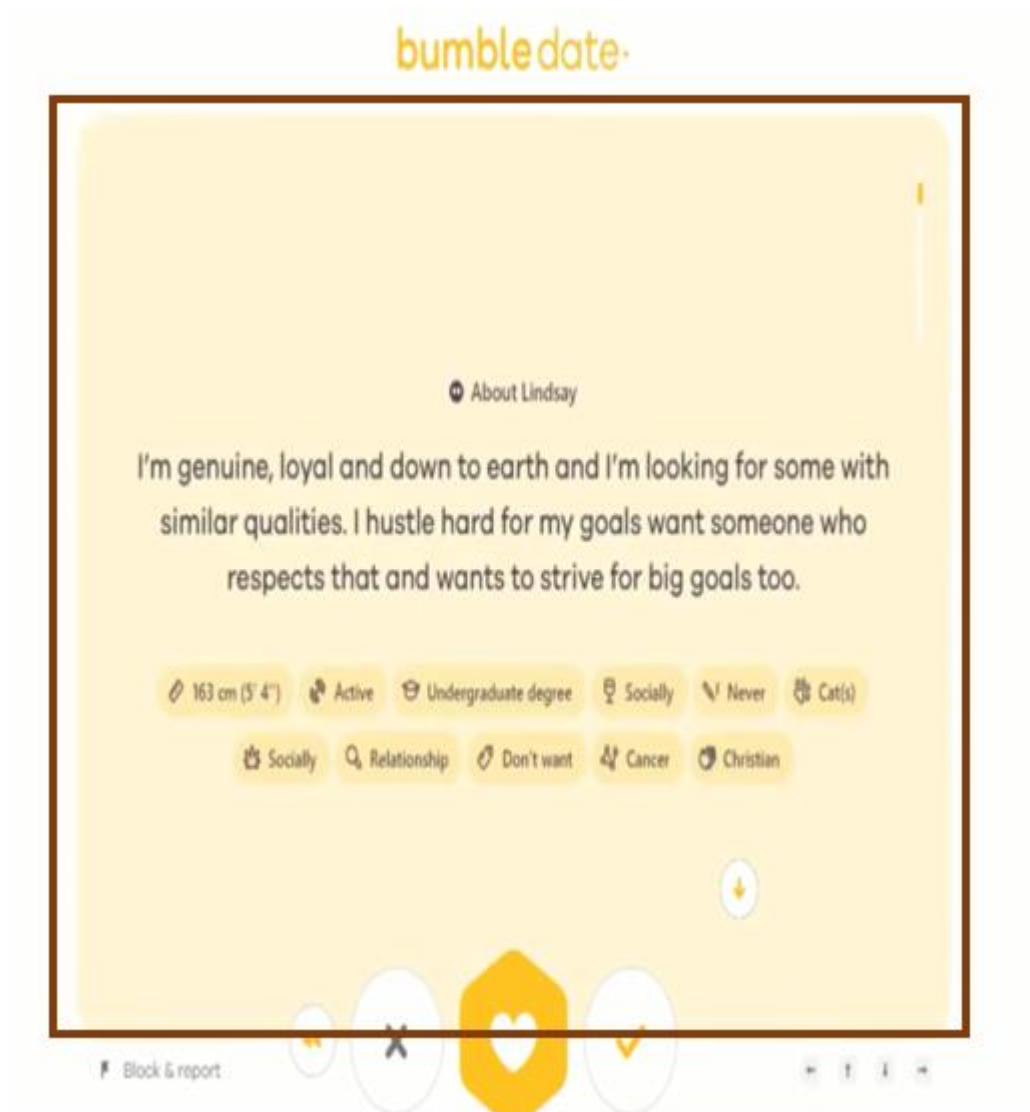 bumble date
About Lindsay
I'm genuine, loyal and down to earth and I'm looking for some with
similar qualities. I hustle hard for my goals want someone who
respects that and wants to strive for big goals too.
163 cm (5' 4") Active Undergraduate degree Socially Never Cat(s)
Socially Relationship Don't want Cancer Christian
Block & report